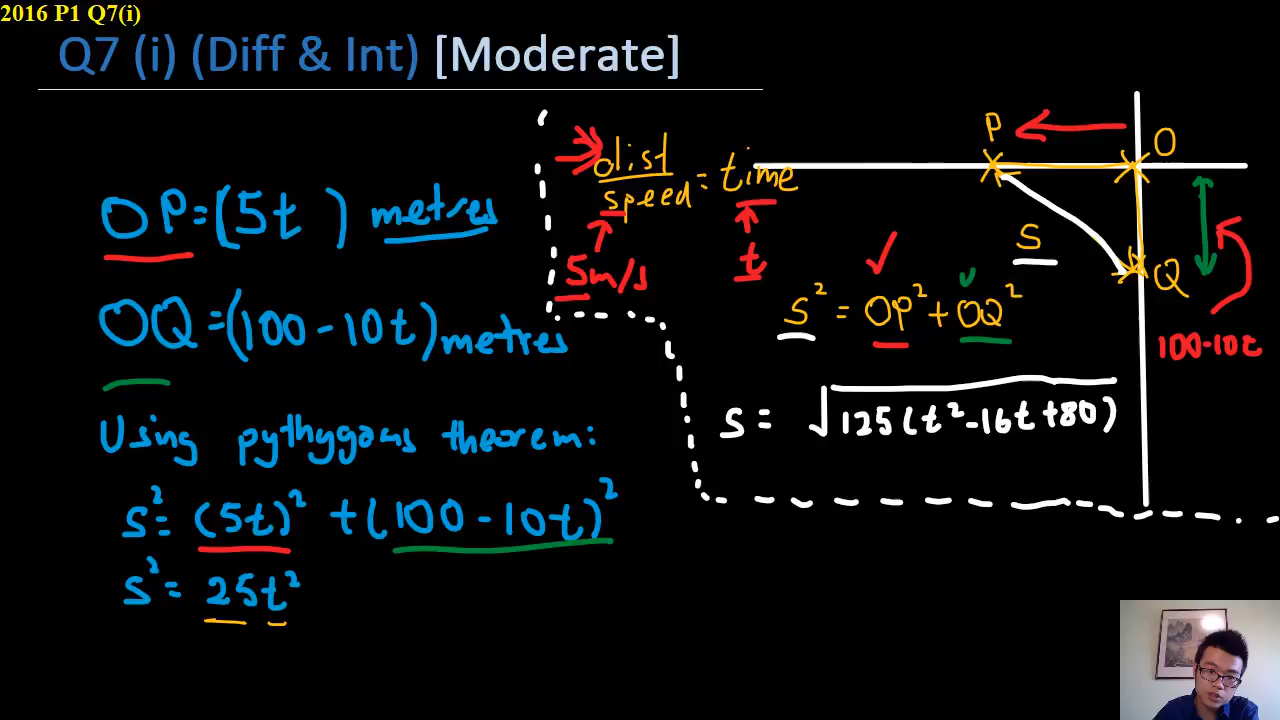 2016 P1 Q7(i)
Q7 (i) (Diff & Int) [Moderate]
OP=(5t ) metres
OQ=(100-10t)metres
Using pythygoras theorem:
s²= (5t)² +(100-10t)²
s²= 25t²
dist/speed = time
5m/s
t
s² = OP² + OQ²
s= √125(t²-16t+80)
P
O
S
Q
100-10t